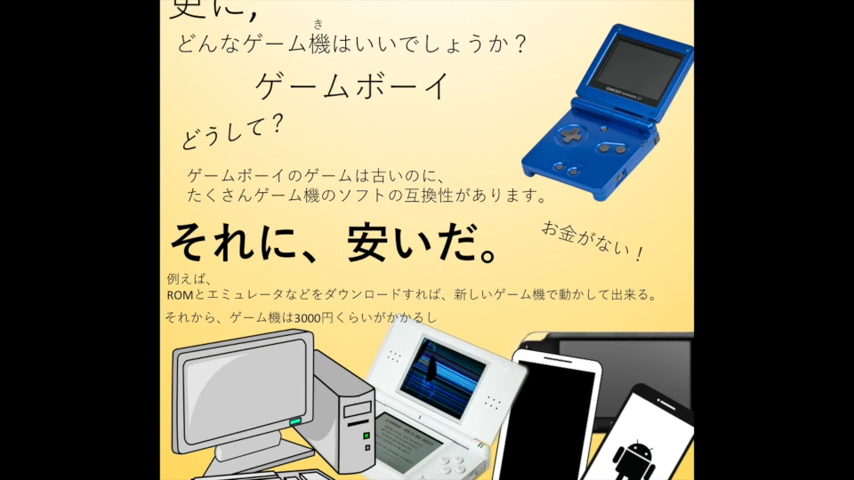 更に,
き
どんなゲーム機はいいでしょうか？
ゲームボーイ
どうして？
ゲームボーイのゲームは古いのに、
たくさんゲーム機のソフトの互換性があります。
それに、安いだ。
お金がない！
例えば、
ROMとエミュレータなどをダウンロードすれば、新しいゲーム機で動かして出来る。
それから、ゲーム機は3000円くらいがかかるし